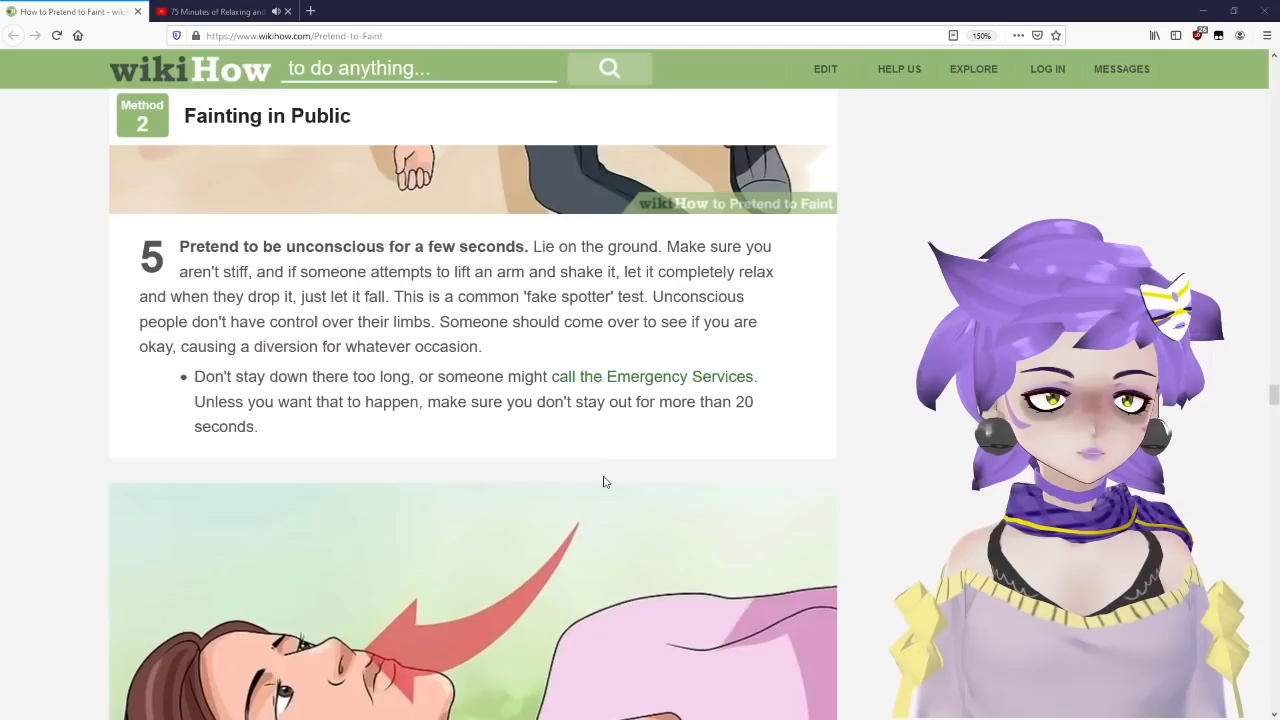 How to Pretend to Faint - wiki
75 Minutes of Relaxing and
https://www.wikihow.com/Pretend-to-Faint
150%
wikiHow
to do anything...
EDIT
HELP US
EXPLORE
LOG IN
MESSAGES
Method
2
Fainting in Public
wikiHow to Pretend to Faint
5
Pretend to be unconscious for a few seconds. Lie on the ground. Make sure you
aren't stiff, and if someone attempts to lift an arm and shake it, let it completely relax
and when they drop it, just let it fall. This is a common 'fake spotter' test. Unconscious
people don't have control over their limbs. Someone should come over to see if you are
okay, causing a diversion for whatever occasion.
• Don't stay down there too long, or someone might call the Emergency Services.
Unless you want that to happen, make sure you don't stay out for more than 20
seconds.